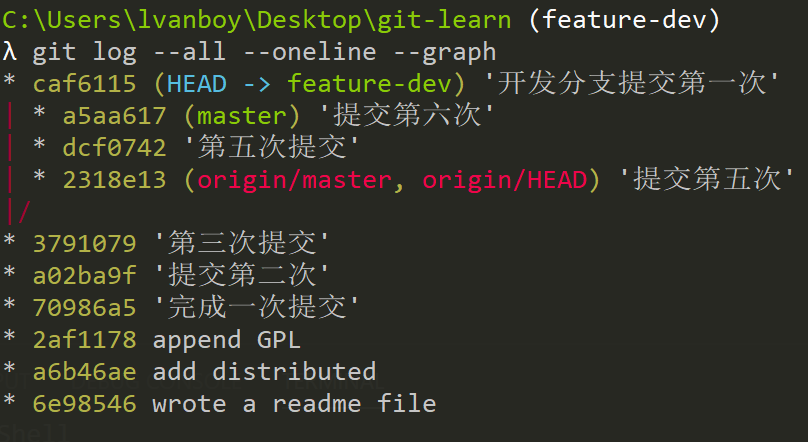 C:\Users\lvanboy\Desktop\git-learn (feature-dev)
λ git log --all --oneline --graph
* caf6115 (HEAD -> feature-dev) '开发分支提交第一次'
| * a5aa617 (master) '提交第六次'
| * dcf0742 '第五次提交'
| * 2318e13 (origin/master, origin/HEAD) '提交第五次'
|/
* 3791079 '第三次提交'
* a02ba9f '提交第二次'
* 70986a5 '完成一次提交'
* 2af1178 append GPL
* a6b46ae add distributed
* 6e98546 wrote a readme file